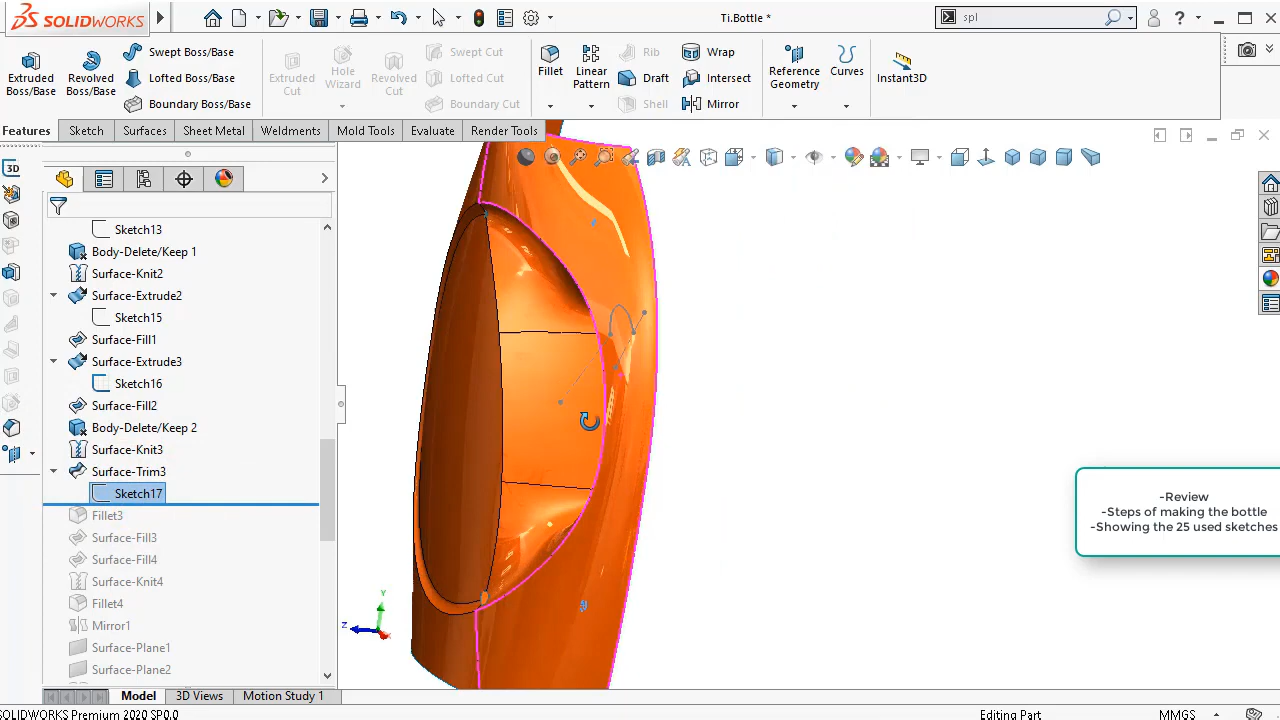 SOLIDWORKS
Ti.Bottle *
spl
Extruded Boss/Base
Revolved Boss/Base
Swept Boss/Base
Lofted Boss/Base
Boundary Boss/Base
Extruded Cut
Hole Wizard
Revolved Cut
Swept Cut
Lofted Cut
Boundary Cut
Fillet
Linear Pattern
Rib
Draft
Shell
Wrap
Intersect
Mirror
Reference Geometry
Curves
Instant3D
Features
Sketch
Surfaces
Sheet Metal
Weldments
Mold Tools
Evaluate
Render Tools
Sketch13
Body-Delete/Keep 1
Surface-Knit2
Surface-Extrude2
Sketch15
Surface-Fill1
Surface-Extrude3
Sketch16
Surface-Fill2
Body-Delete/Keep 2
Surface-Knit3
Surface-Trim3
Sketch17
Fillet3
Surface-Fill3
Surface-Fill4
Surface-Knit4
Fillet4
Mirror1
Surface-Plane1
Surface-Plane2
-Review
-Steps of making the bottle
-Showing the 25 used sketches
Y
Z
3D
Model
3D Views
Motion Study 1
SOLIDWORKS Premium 2020 SP0.0
Editing Part
MMGS